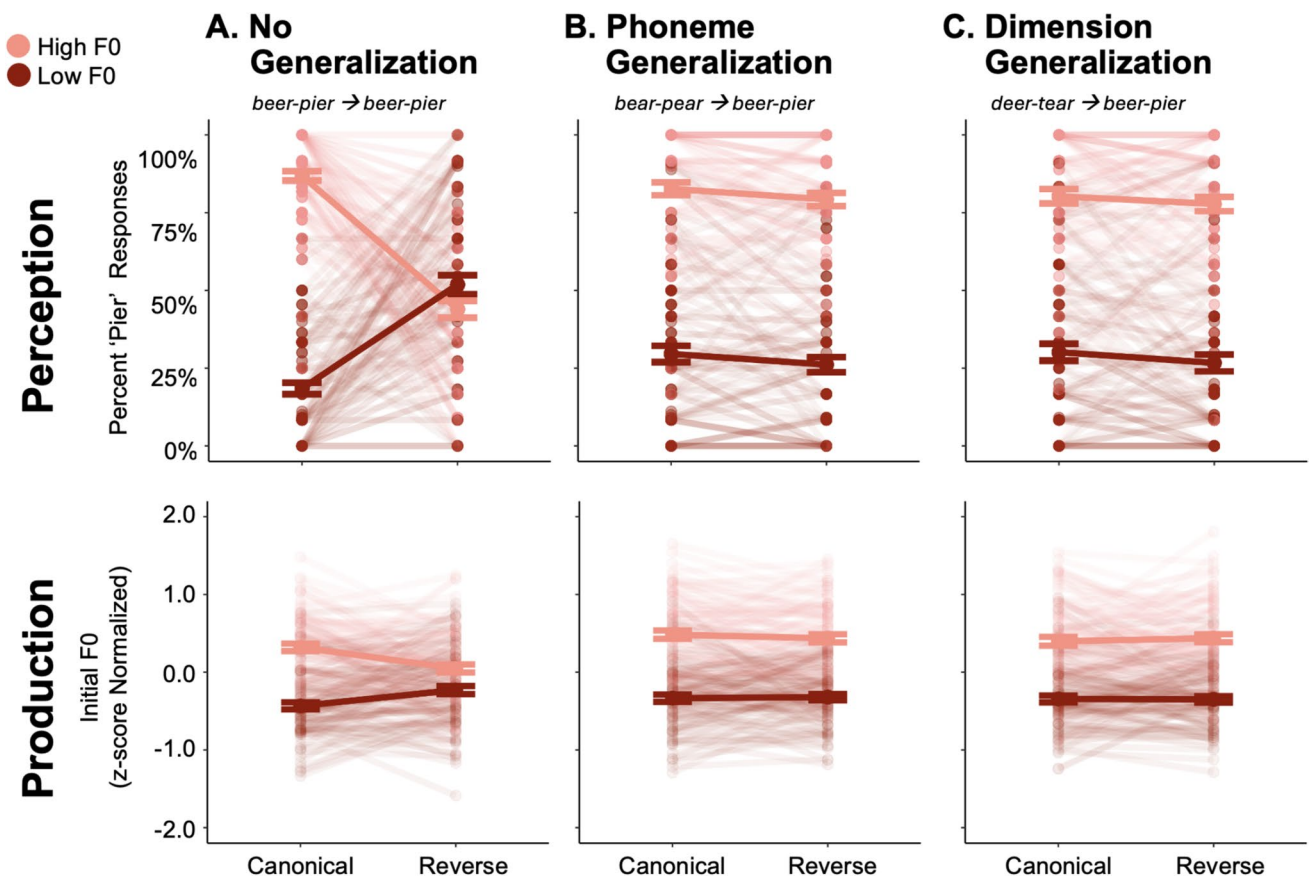 High F0
Low F0
A. No
Generalization
beer-pier → beer-pier
B. Phoneme
Generalization
bear-pear → beer-pier
C. Dimension
Generalization
deer-tear → beer-pier
Perception
Percent ‘Pier’ Responses
100%
75%
50%
25%
0%
Production
Initial F0
(z-score Normalized)
2.0
1.0
0.0
-1.0
-2.0
Canonical Reverse
Canonical Reverse
Canonical Reverse